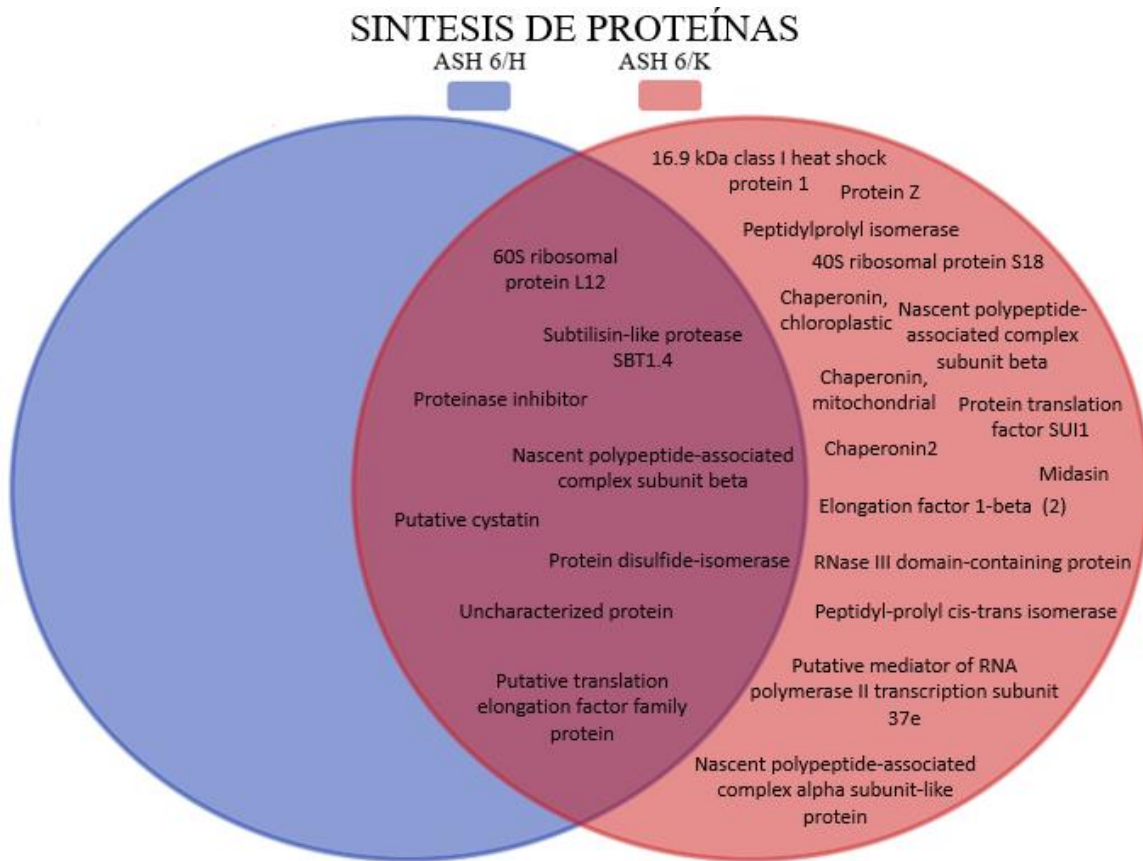 SINTESIS DE PROTEÍNAS
ASH 6/H
ASH 6/K
60S ribosomal
protein L12
Subtilisin-like protease
SBT1.4
Proteinase inhibitor
Nascent polypeptide-associated
complex subunit beta
Putative cystatin
Protein disulfide-isomerase
Uncharacterized protein
Putative translation
elongation factor family
protein
16.9 kDa class I heat shock
protein 1
Protein Z
Peptidylprolyl isomerase
40S ribosomal protein S18
Chaperonin,
chloroplastic
Nascent polypeptide-
associated complex
subunit beta
Chaperonin,
mitochondrial
Protein translation
factor SUI1
Chaperonin2
Midasin
Elongation factor 1-beta (2)
RNase III domain-containing protein
Peptidyl-prolyl cis-trans isomerase
Putative mediator of RNA
polymerase II transcription subunit
37e
Nascent polypeptide-associated
complex alpha subunit-like
protein